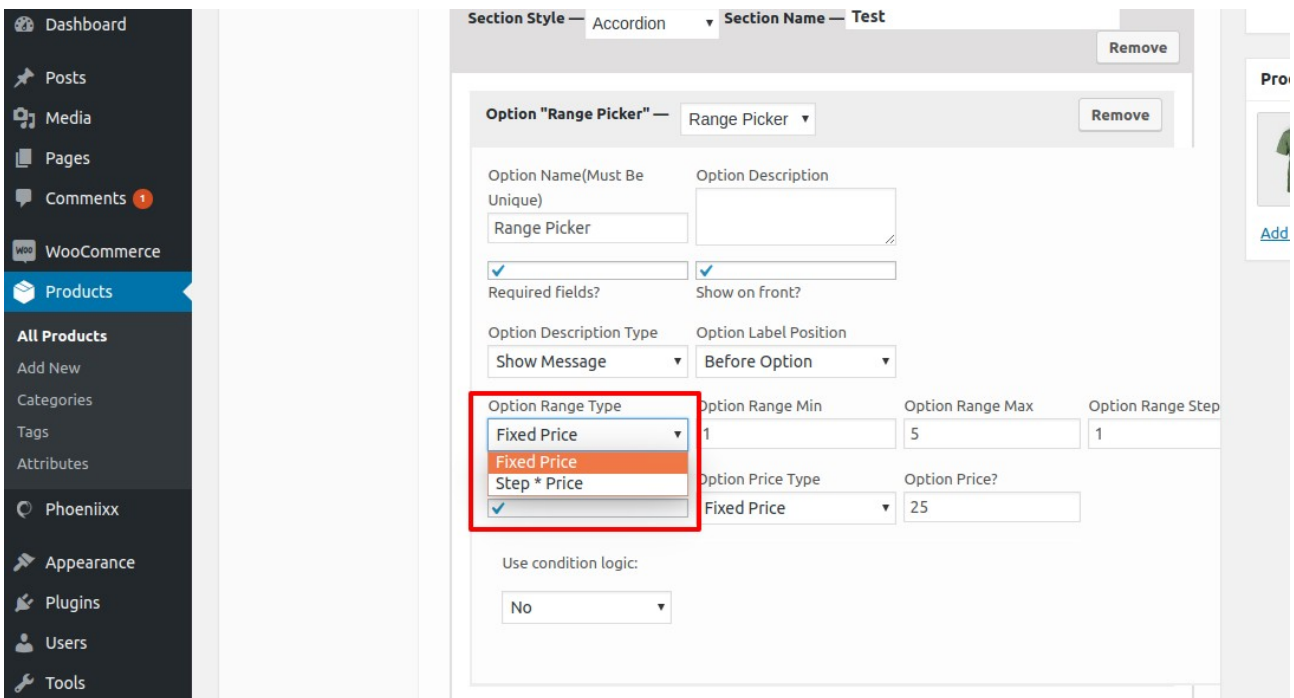 Dashboard
Posts
Media
Pages
Comments 1
WooCommerce
Products
All Products
Add New
Categories
Tags
Attributes
Phoeniixx
Appearance
Plugins
Users
Tools
Section Style — Accordion Section Name — Test
Remove
Option "Range Picker" — Range Picker Remove
Option Name(Must Be Unique) Option Description
Range Picker
Required fields? Show on front?
Option Description Type Option Label Position
Show Message Before Option
Option Range Type Option Range Min Option Range Max Option Range Step
Fixed Price 1 5 1
Fixed Price
Step * Price Option Price Type Option Price?
Fixed Price 25
Use condition logic:
No
Add